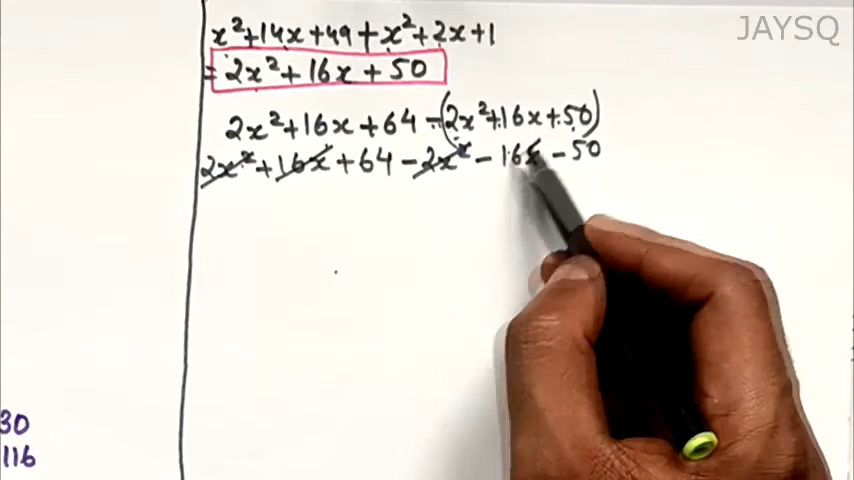 JAYSQ
x²+14x+49+x²+2x+1
= 2x²+16x+50
2x²+16x+64-(2x²+16x+50)
2x²+16x+64-2x²-16x-50
30
116